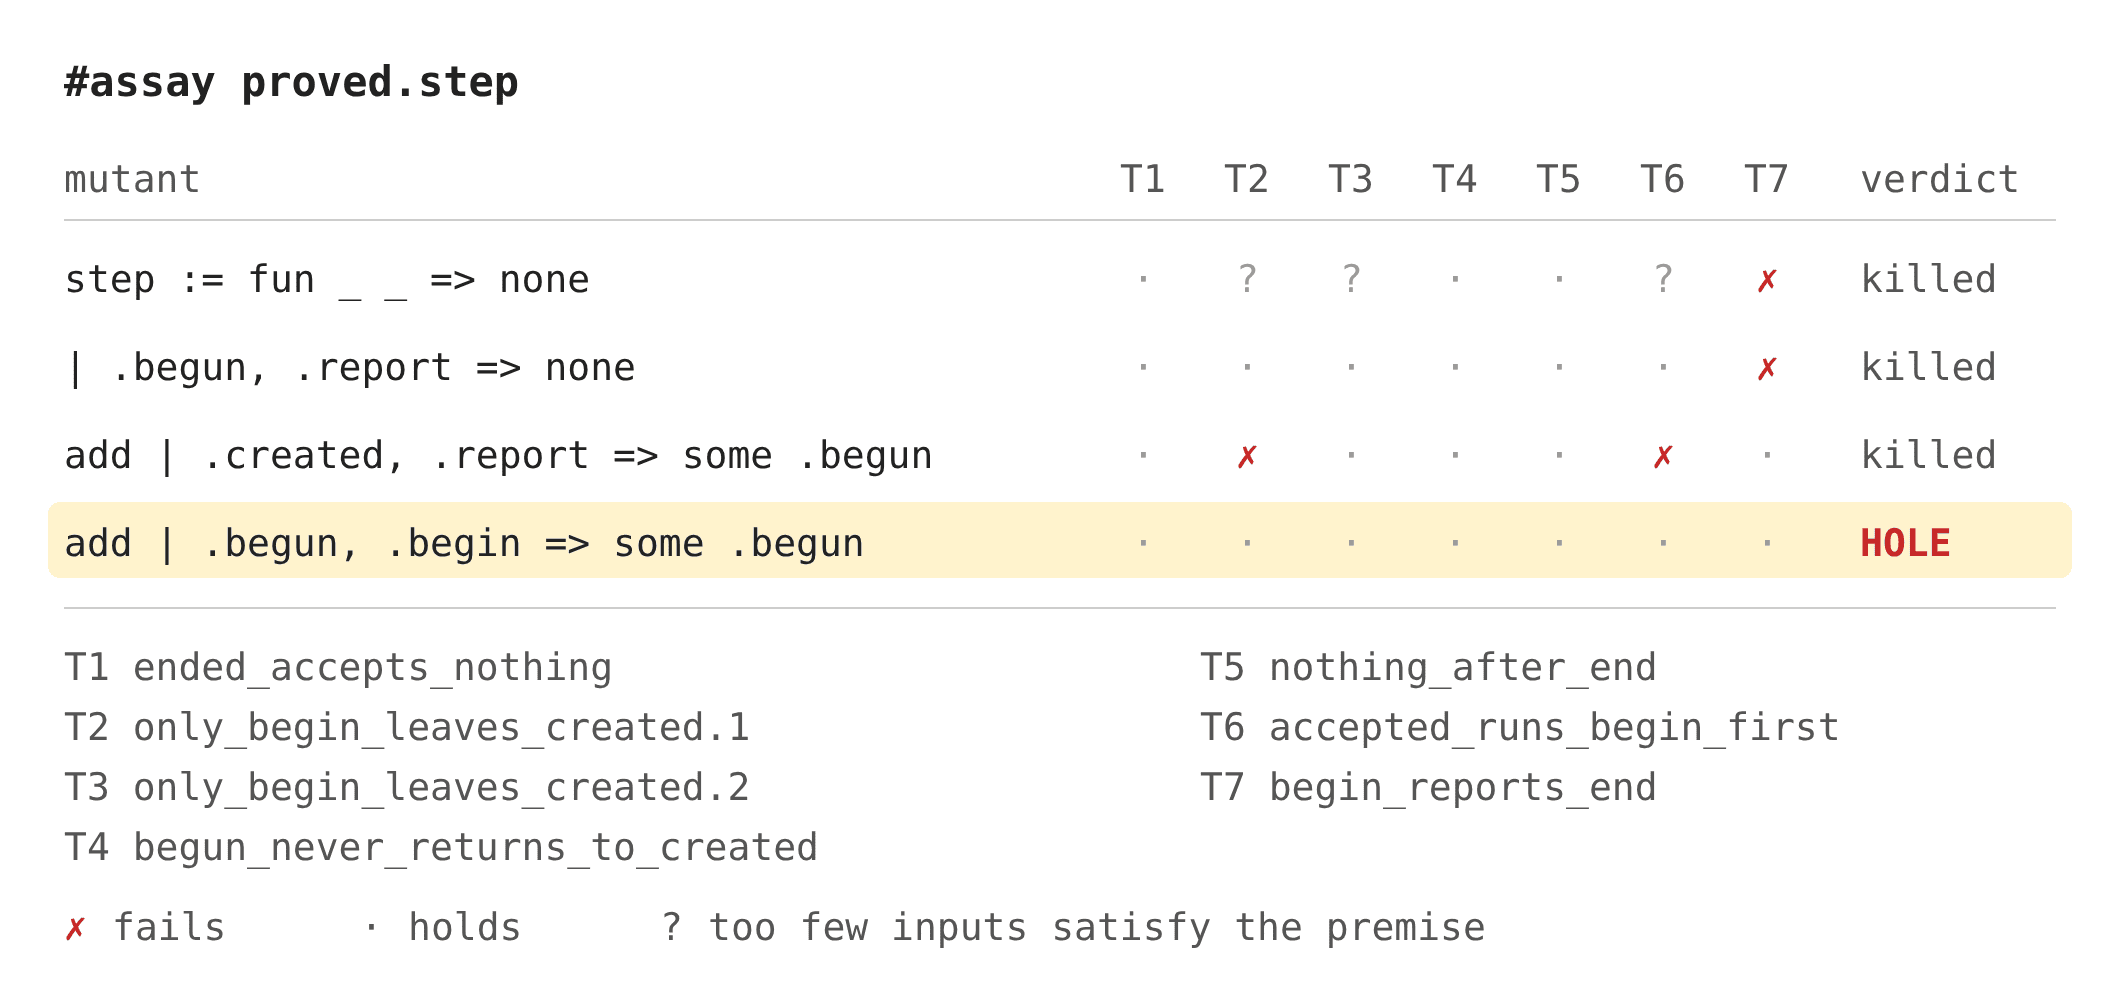 #assay proved.step
mutant T1 T2 T3 T4 T5 T6 T7 verdict
step := fun _ _ => none · ? ? · · ? ✗ killed
| .begun, .report => none · · · · · · ✗ killed
add | .created, .report => some .begun · ✗ · · · ✗ · killed
add | .begun, .begin => some .begun · · · · · · · HOLE
T1 ended_accepts_nothing T5 nothing_after_end
T2 only_begin_leaves_created.1 T6 accepted_runs_begin_first
T3 only_begin_leaves_created.2 T7 begin_reports_end
T4 begun_never_returns_to_created
✗ fails · holds ? too few inputs satisfy the premise